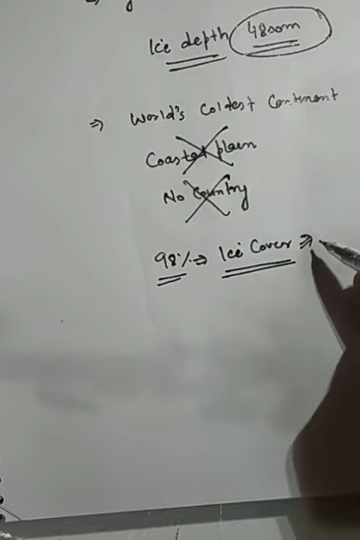 Ice depth 4800m
⇒ World's Coldest Continent
Coastal plain
No Country
98% → Ice Cover ⇒